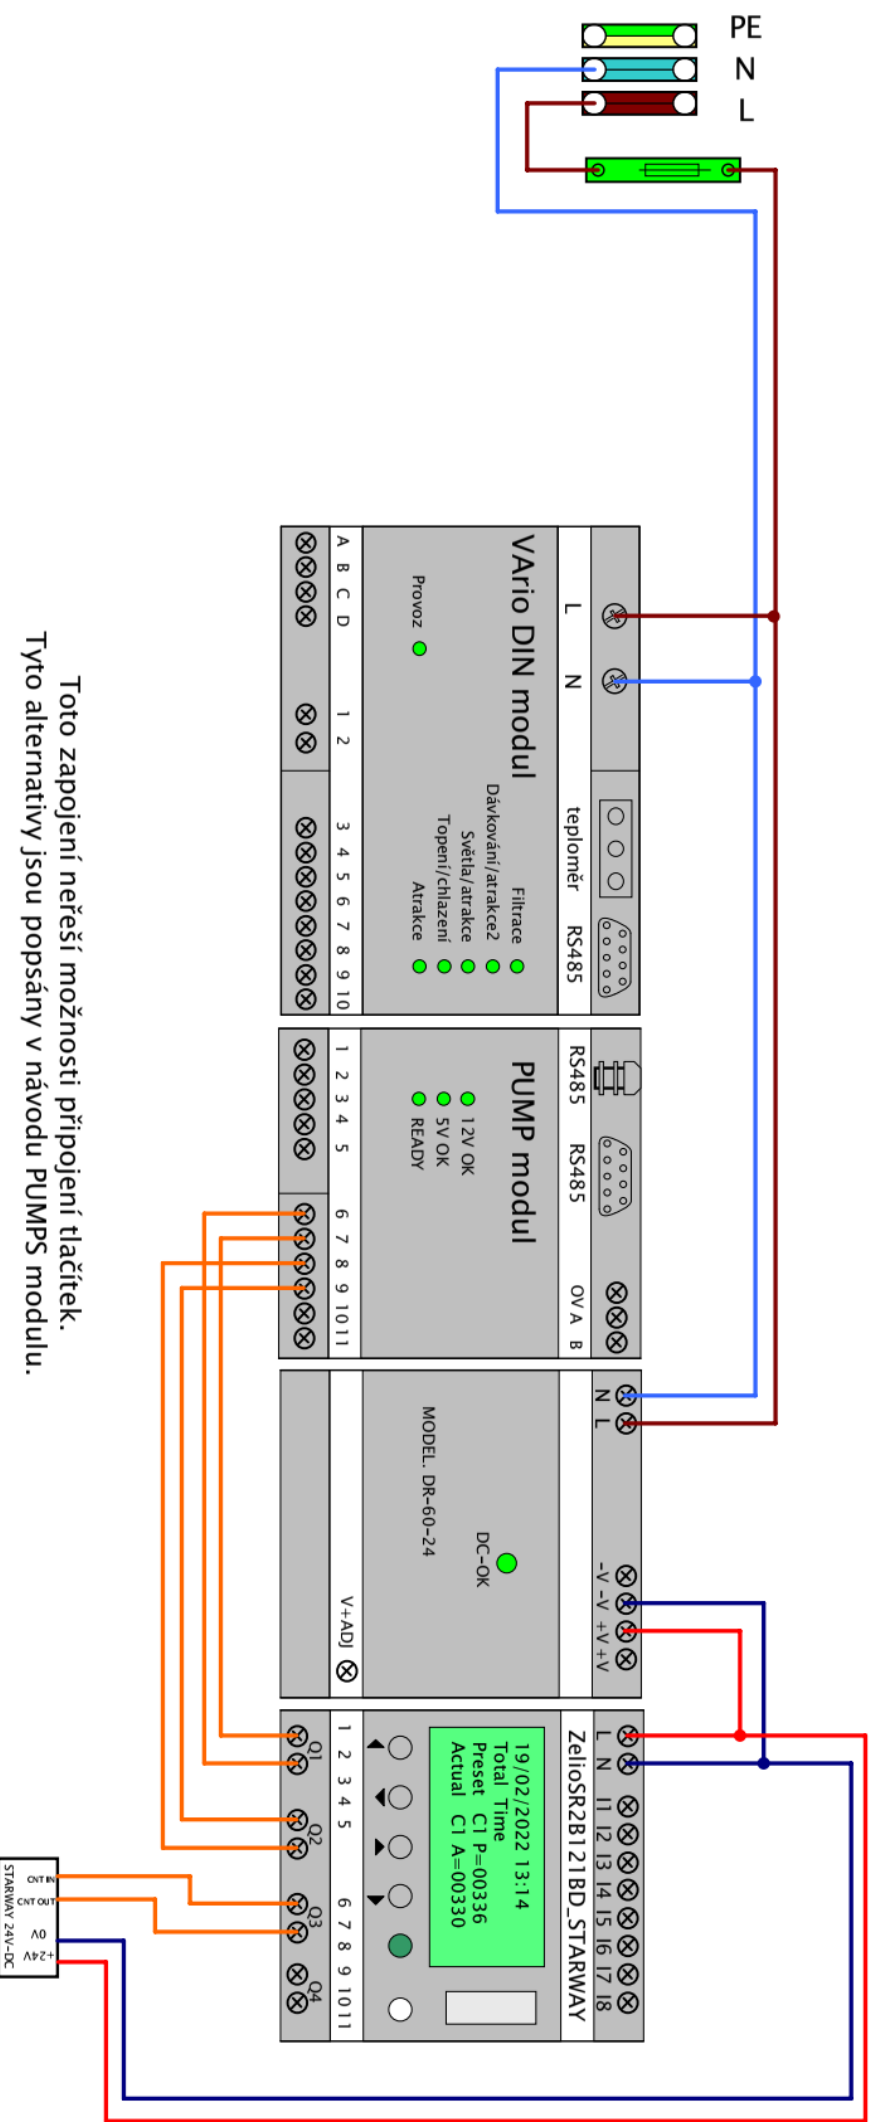 PE
N
L
VArio DIN modul
L
N
teploměr
RS485
A B C D
1 2
3 4 5 6 7 8 9 10
Provoz
Filtrace
Dávkování/atrakce2
Světla/atrakce
Topení/chlazení
Atrakce
PUMP modul
RS485
RS485
0V A B
12V OK
5V OK
READY
1 2 3 4 5
6 7 8 9 10 11
N L
-V -V +V +V
DC-OK
MODEL. DR-60-24
V+ADJ
ZelioSR2B121BD_STARWAY
L N I1 I2 I3 I4 I5 I6 I7 I8
19/02/2022 13:14
Total Time
Preset C1 P=00336
Actual C1 A=00330
1 2 3 4 5
6 7 8 9 10 11
Q1
Q2
Q3
Q4
CNT IN
CNT OUT
0V
+24V
STARWAY 24V-DC
Toto zapojení neřeší možnosti připojení tlačítek.
Tyto alternativy jsou popsány v návodu PUMPS modulu.